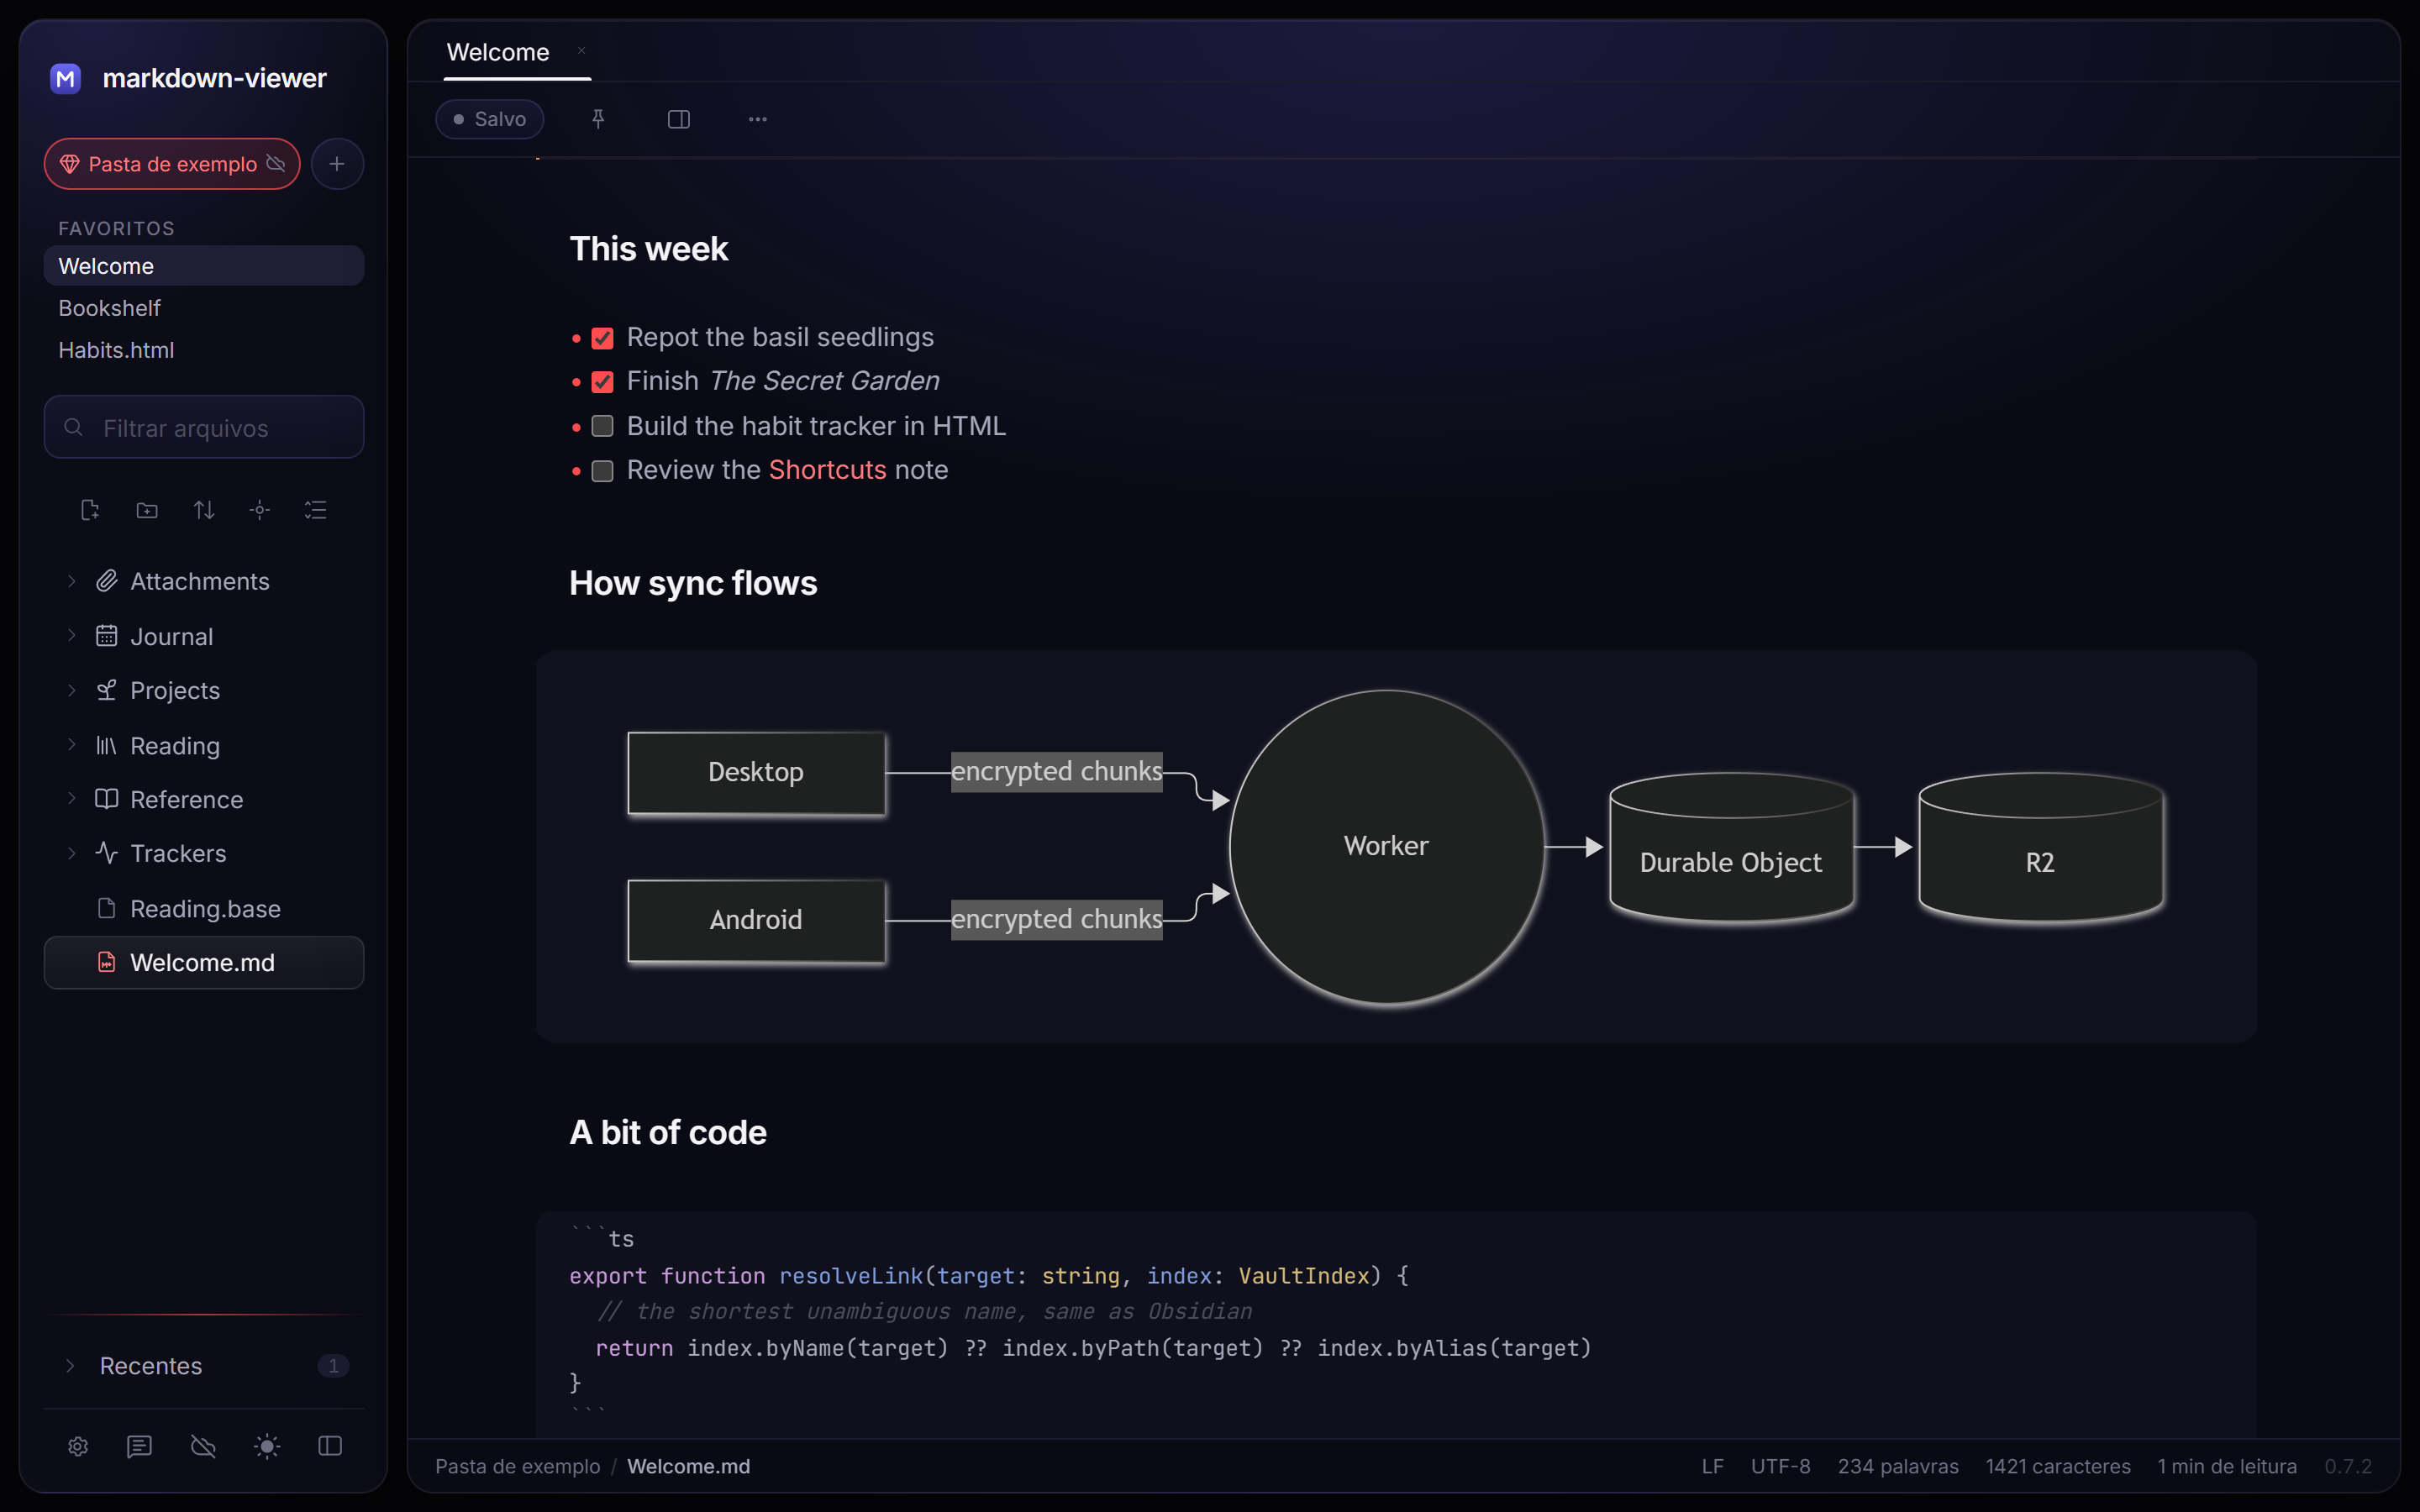 markdown-viewer
Pasta de exemplo
FAVORITOS
Welcome
Bookshelf
Habits.html
Filtrar arquivos
Attachments
Journal
Projects
Reading
Reference
Trackers
Reading.base
Welcome.md
Recentes 1
Welcome
Salvo
This week
Repot the basil seedlings
Finish The Secret Garden
Build the habit tracker in HTML
Review the Shortcuts note
How sync flows
Desktop
encrypted chunks
Android
encrypted chunks
Worker
Durable Object
R2
A bit of code
```ts
export function resolveLink(target: string, index: VaultIndex) {
  // the shortest unambiguous name, same as Obsidian
  return index.byName(target) ?? index.byPath(target) ?? index.byAlias(target)
}
```
Pasta de exemplo / Welcome.md
LF UTF-8 234 palavras 1421 caracteres 1 min de leitura 0.7.2